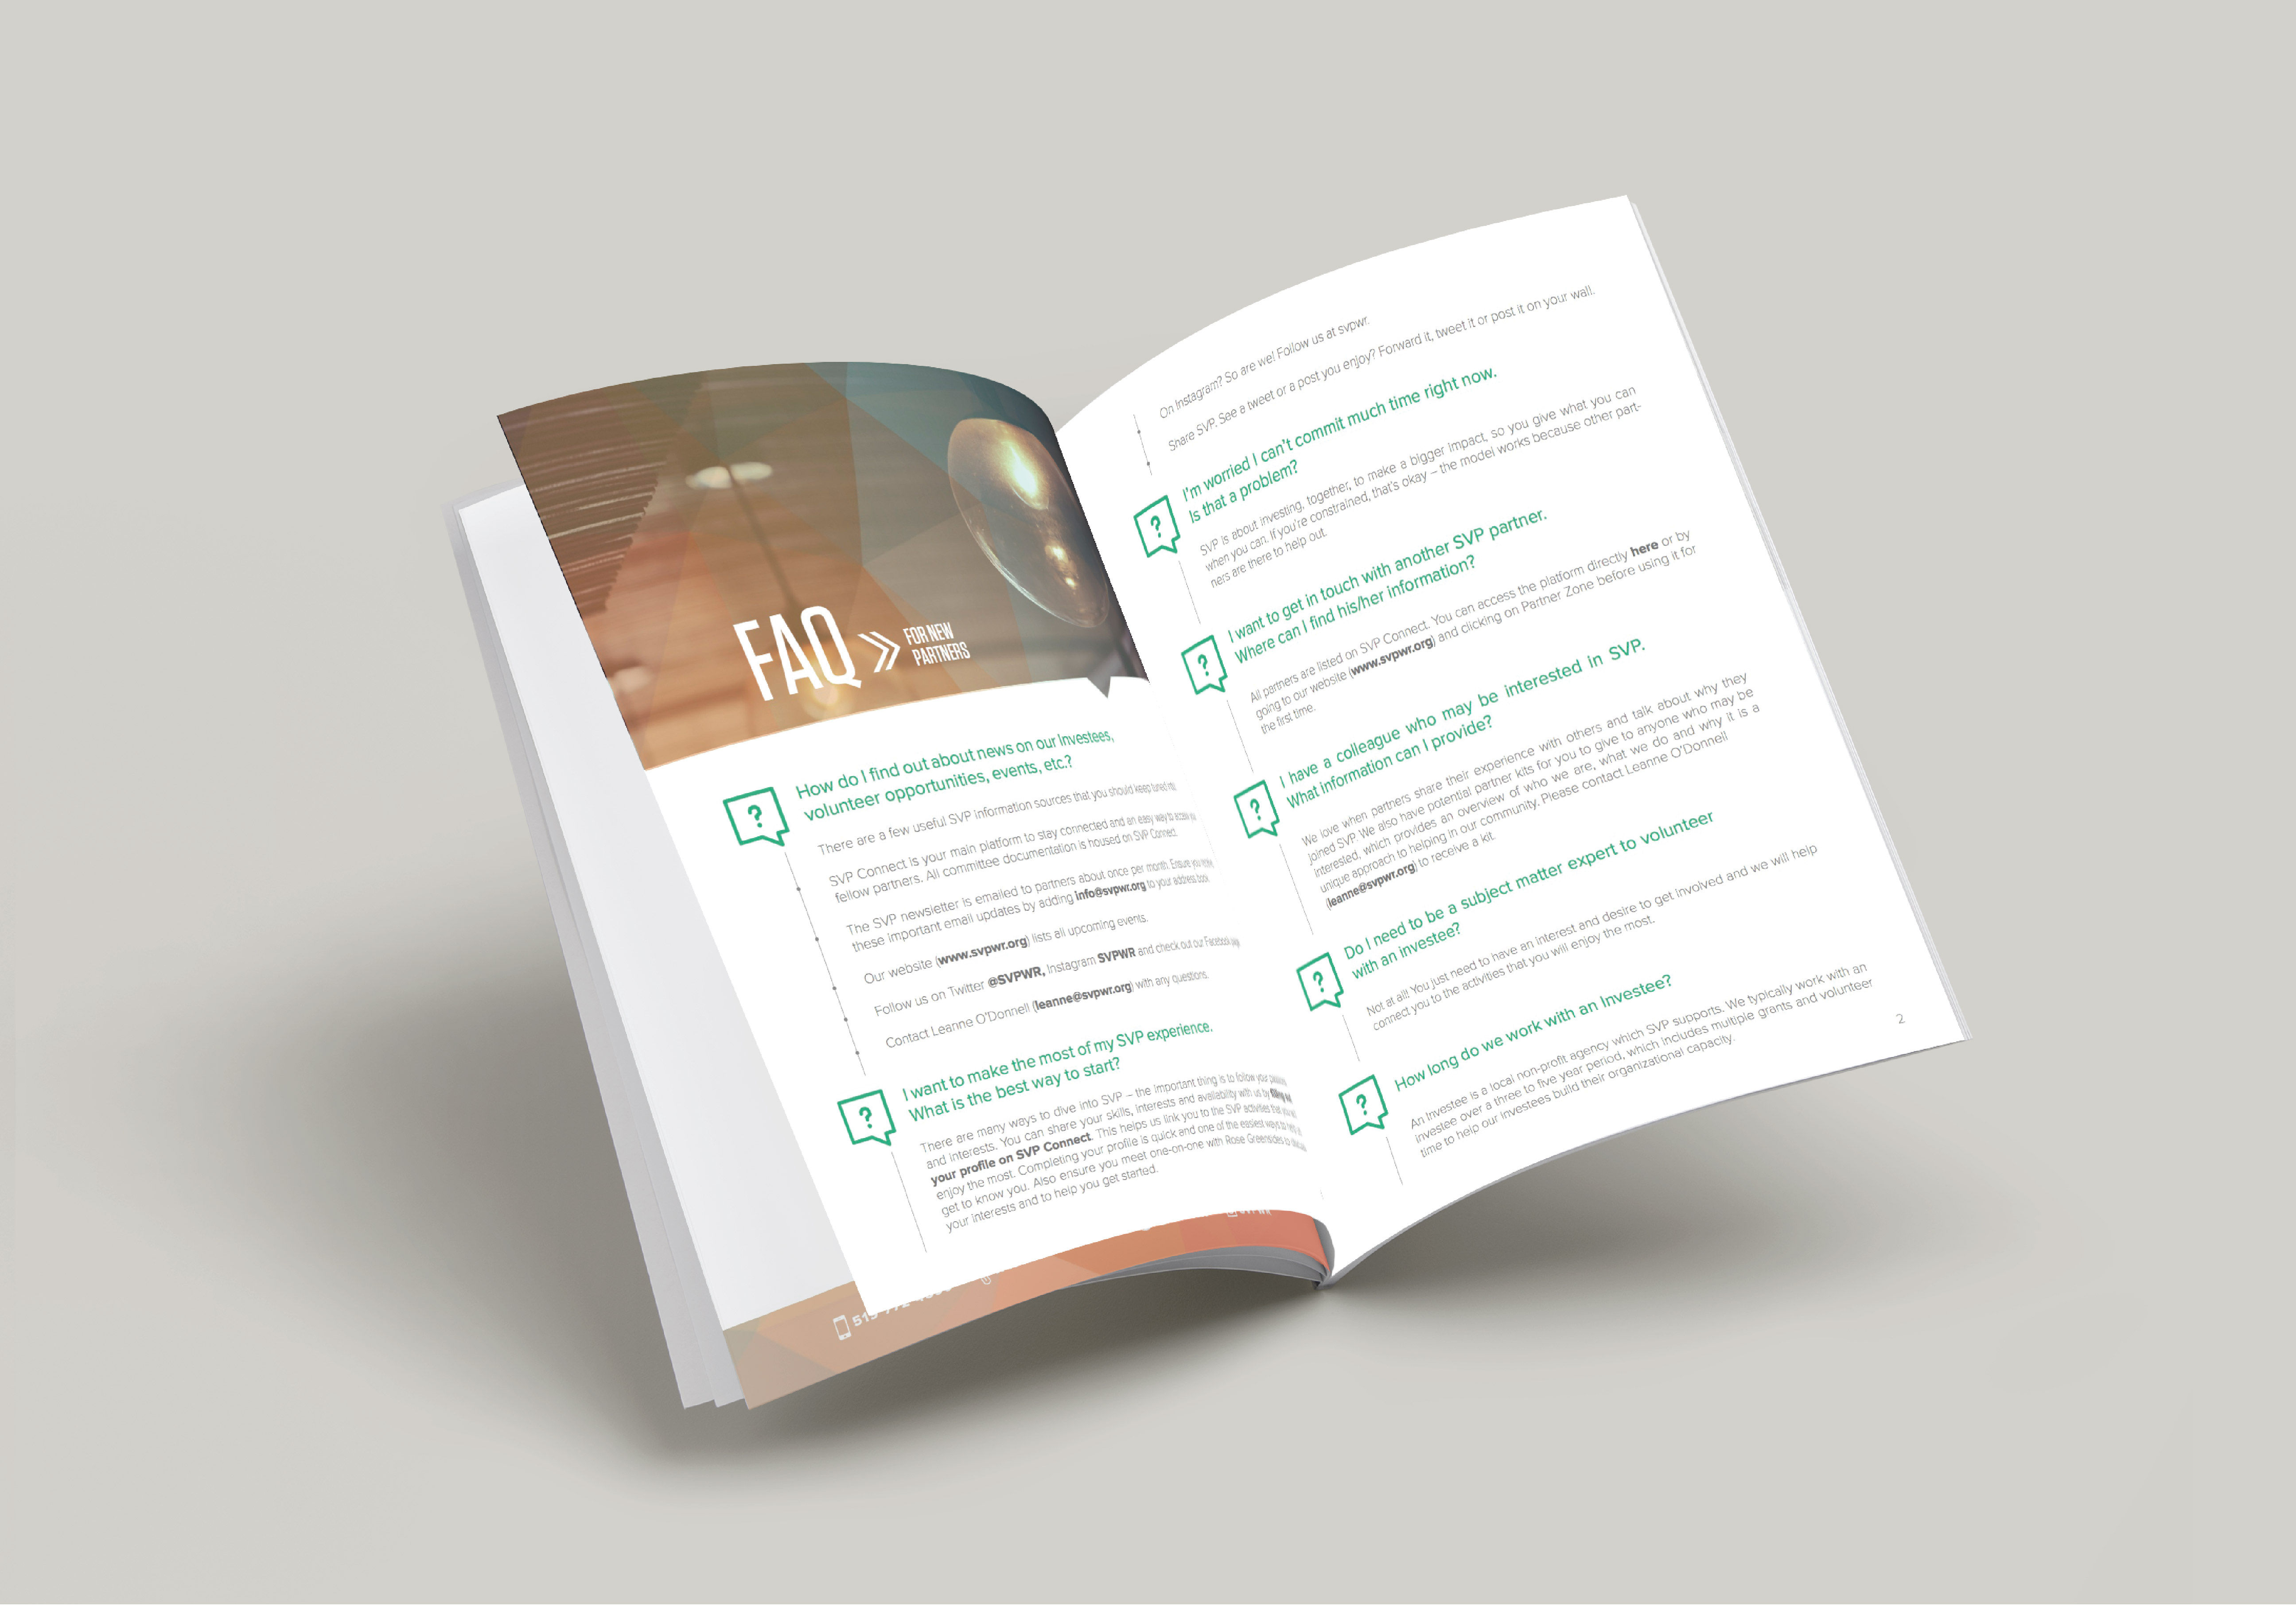 FAQ
FOR NEW
PARTNERS
How do I find out about news on our Investees,
volunteer opportunities, events, etc.?
There are a few useful SVP information sources that you should keep tuned into:
SVP Connect is your main platform to stay connected and an easy way to access
fellow partners. All committee documentation is housed on SVP Connect.
The SVP newsletter is emailed to partners about once per month. Ensure you
these important email updates by adding info@svpwr.org to your address book.
Our website (www.svpwr.org) lists all upcoming events.
Follow us on Twitter @SVPWR, Instagram SVPWR and check out our Facebook page.
Contact Leanne O'Donnell (leanne@svpwr.org) with any questions.
I want to make the most of my SVP experience.
What is the best way to start?
There are many ways to dive into SVP – the important thing is to follow your passions
and interests. You can share your skills, interests and availability with us by filling out
your profile on SVP Connect. This helps us link you to the SVP activities that you will
enjoy the most. Completing your profile is quick and one of the easiest ways to help us
get to know you. Also ensure you meet one-on-one with Rose Greensides to discuss
your interests and to help you get started.
On Instagram? So are we! Follow us at svpwr.
Share SVP. See a tweet or a post you enjoy? Forward it, tweet it or post it on your wall.
I'm worried I can't commit much time right now.
Is that a problem?
SVP is about investing, together, to make a bigger impact, so you give what you can
when you can. If you're constrained, that's okay – the model works because other part-
ners are there to help out.
I want to get in touch with another SVP partner.
Where can I find his/her information?
All partners are listed on SVP Connect. You can access the platform directly here or by
going to our website (www.svpwr.org) and clicking on Partner Zone before using it for
the first time.
I have a colleague who may be interested in SVP.
What information can I provide?
We love when partners share their experience with others and talk about why they
joined SVP. We also have potential partner kits for you to give to anyone who may be
interested, which provides an overview of who we are, what we do and why it is a
unique approach to helping in our community. Please contact Leanne O'Donnell
(leanne@svpwr.org) to receive a kit.
Do I need to be a subject matter expert to volunteer
with an investee?
Not at all! You just need to have an interest and desire to get involved and we will help
connect you to the activities that you will enjoy the most.
How long do we work with an Investee?
An Investee is a local non-profit agency which SVP supports. We typically work with an
investee over a three to five year period, which includes multiple grants and volunteer
time to help our investees build their organizational capacity.
2